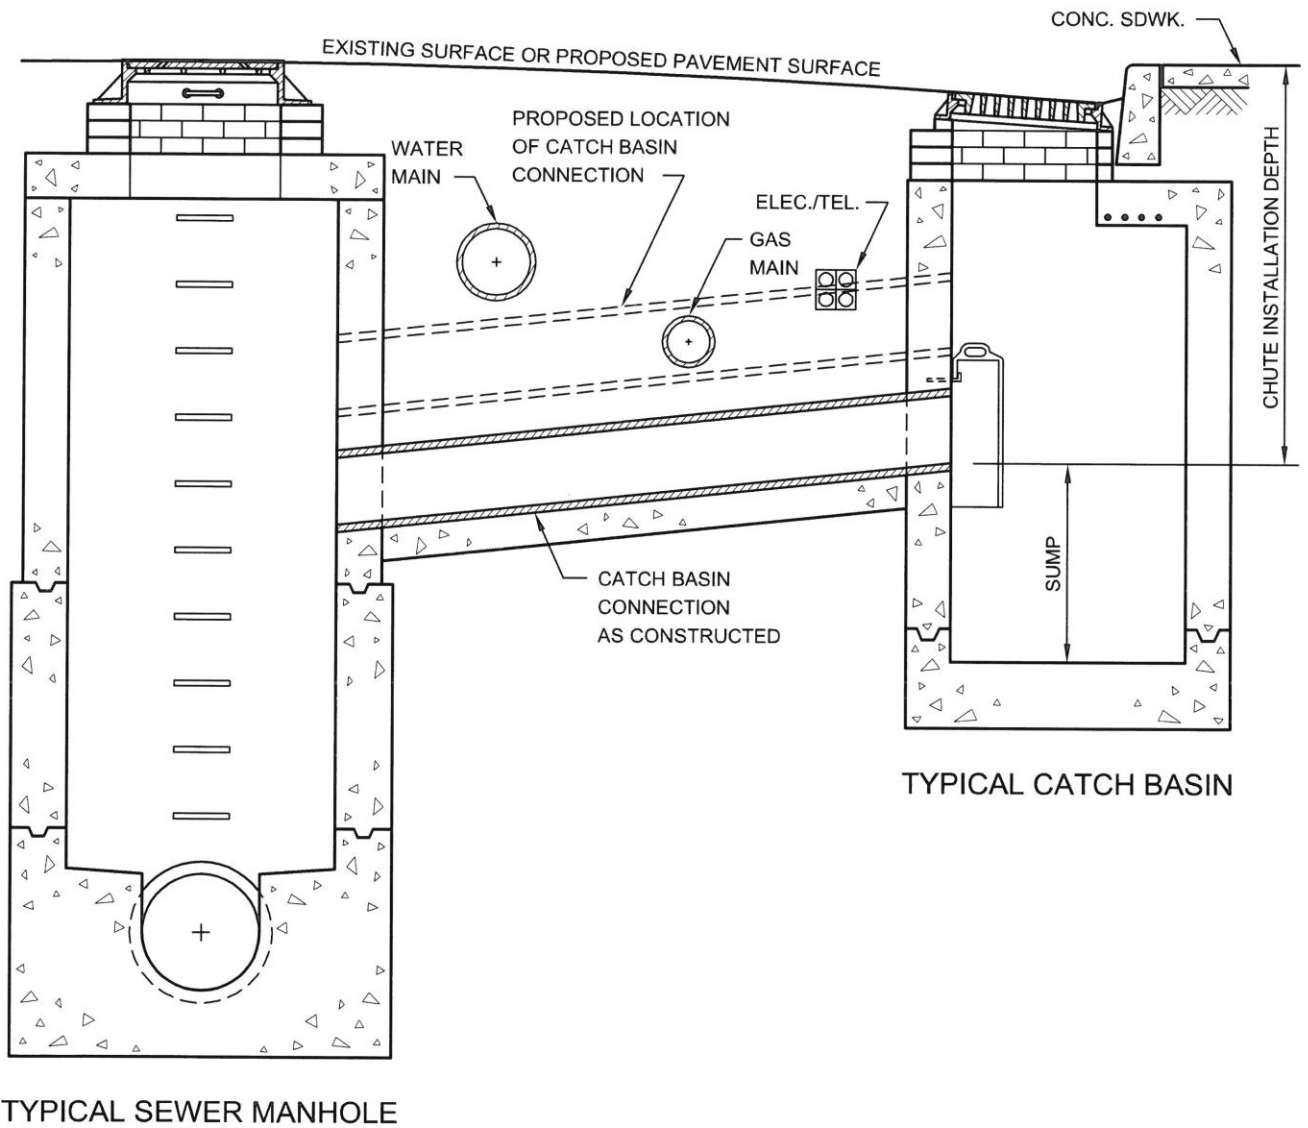 CONC. SDWK.
EXISTING SURFACE OR PROPOSED PAVEMENT SURFACE
PROPOSED LOCATION
OF CATCH BASIN
CONNECTION
WATER
MAIN
ELEC./TEL.
GAS
MAIN
CHUTE INSTALLATION DEPTH
SUMP
CATCH BASIN
CONNECTION
AS CONSTRUCTED
TYPICAL CATCH BASIN
TYPICAL SEWER MANHOLE